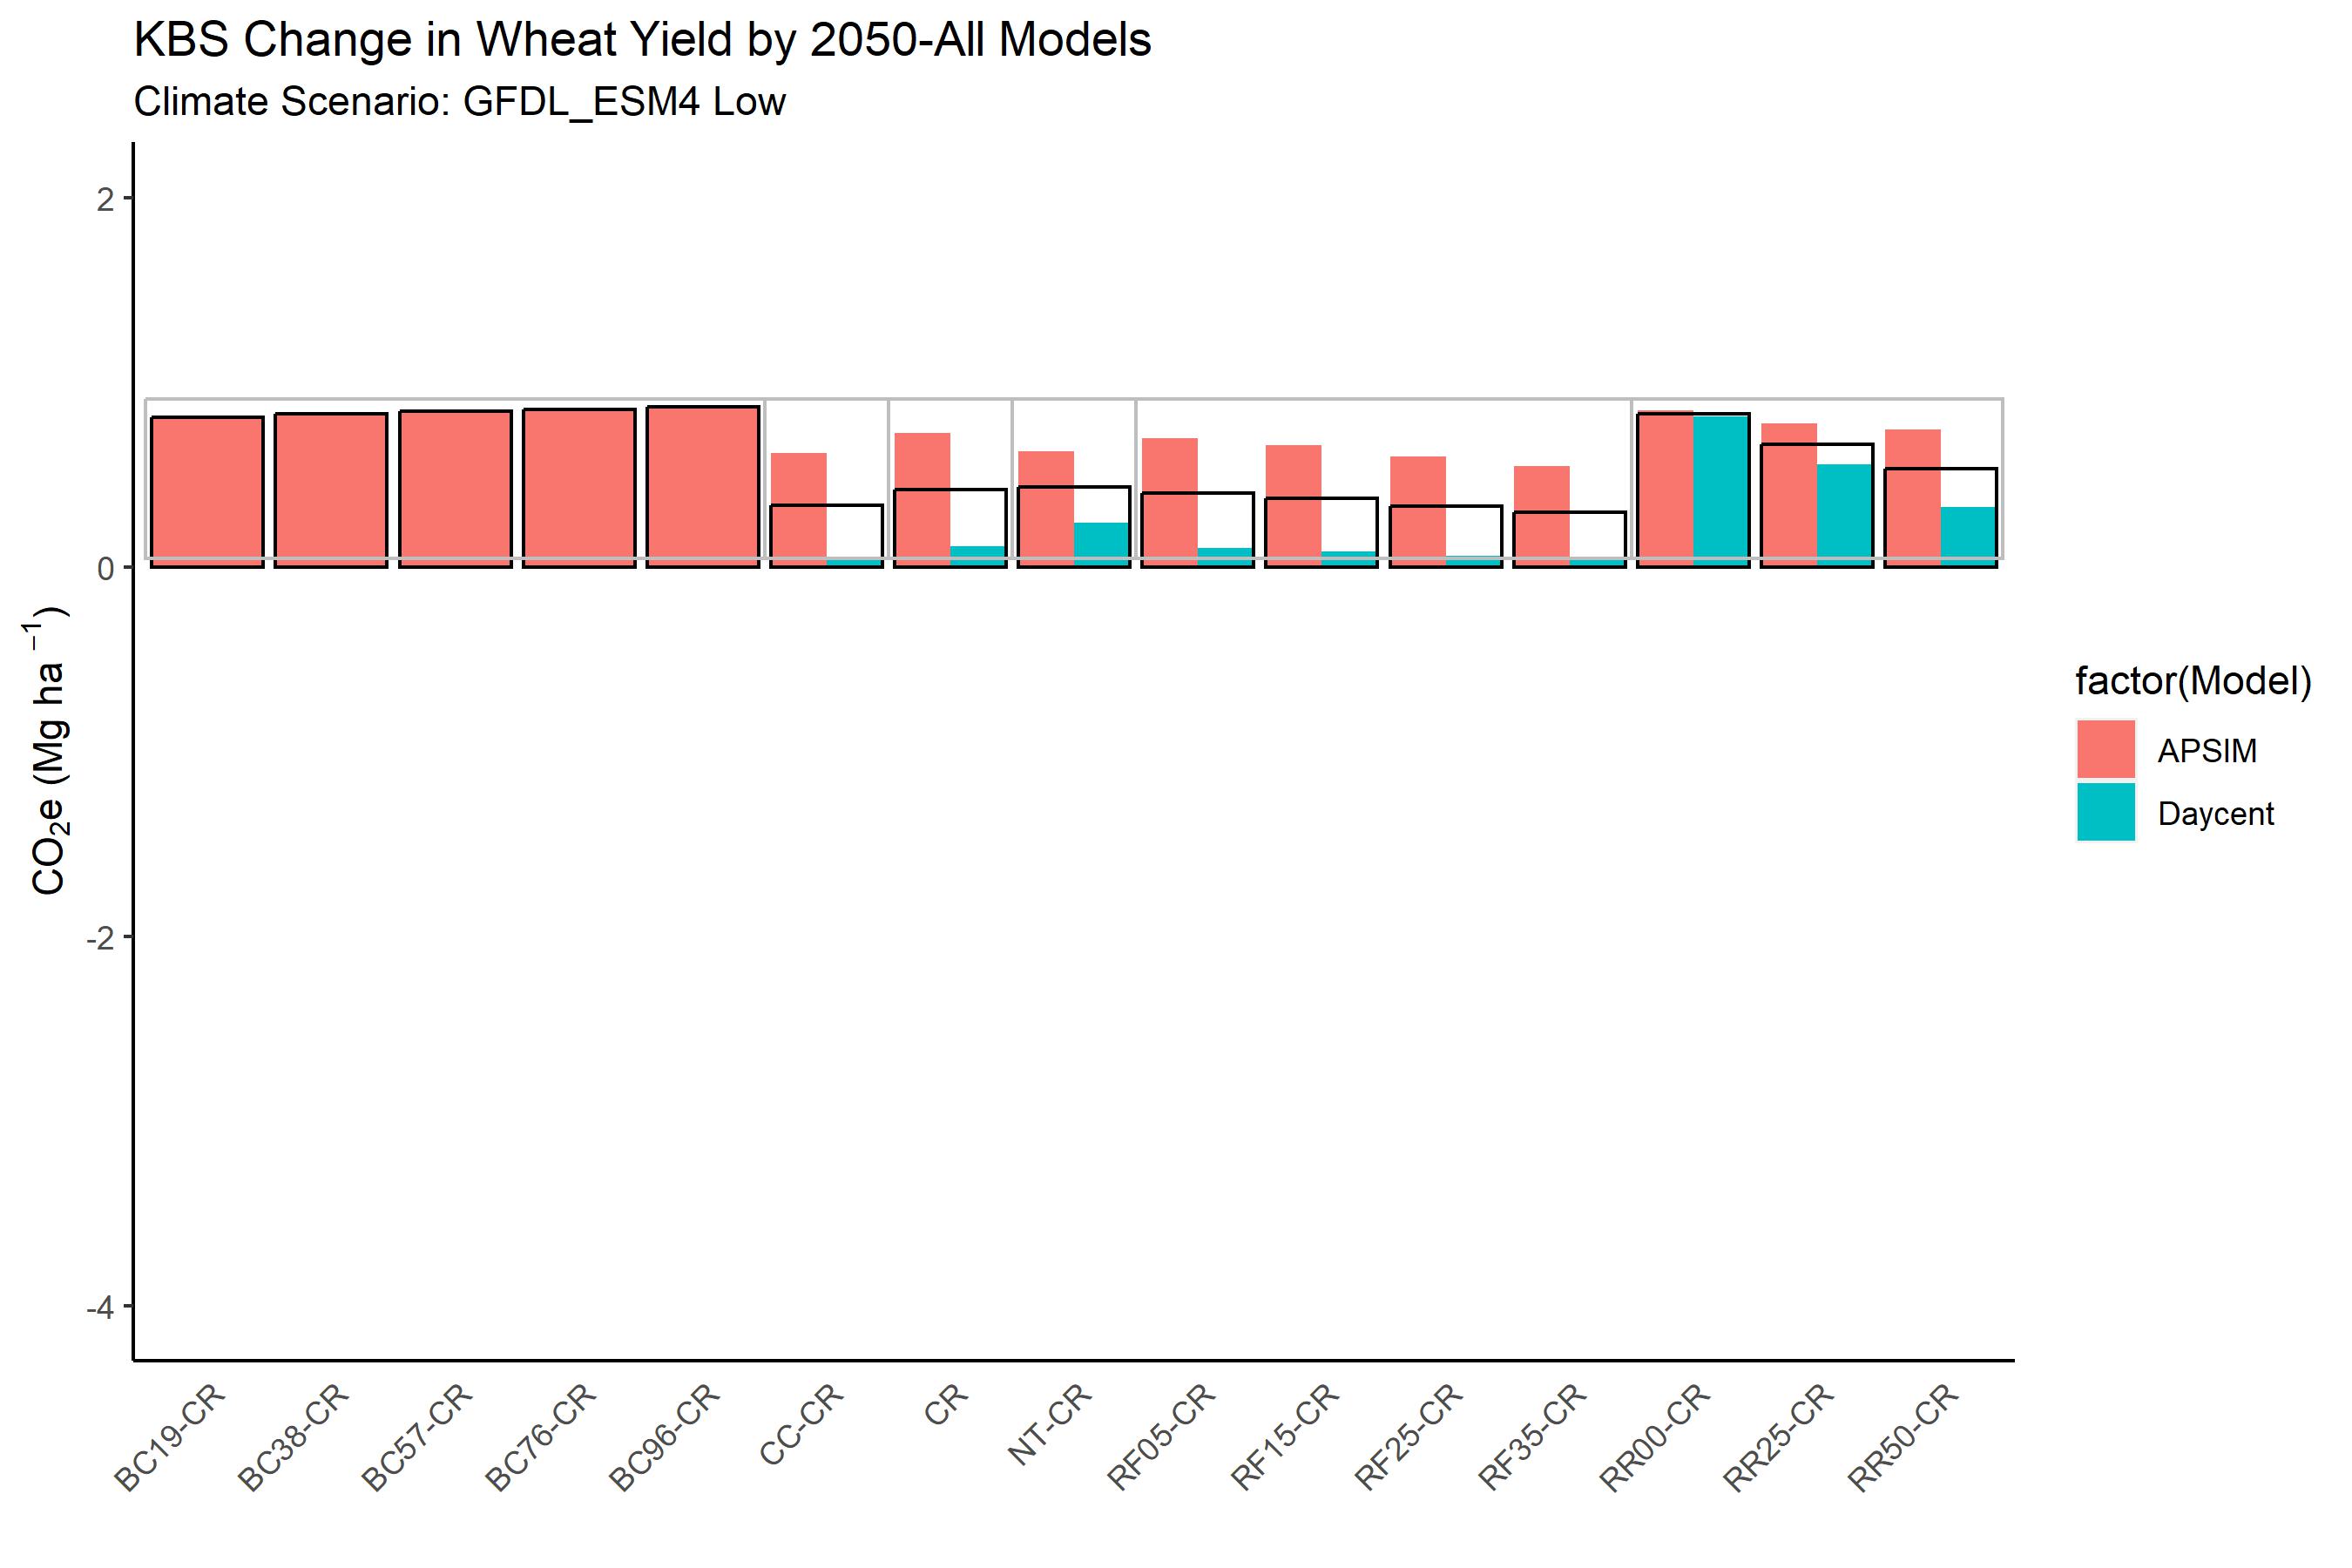 KBS Change in Wheat Yield by 2050-All Models
Climate Scenario: GFDL_ESM4 Low
CO₂e (Mg ha ⁻¹)
2
0
-2
-4
BC19-CR
BC38-CR
BC57-CR
BC76-CR
BC96-CR
CC-CR
CR
NT-CR
RF05-CR
RF15-CR
RF25-CR
RF35-CR
RR00-CR
RR25-CR
RR50-CR
factor(Model)
APSIM
Daycent